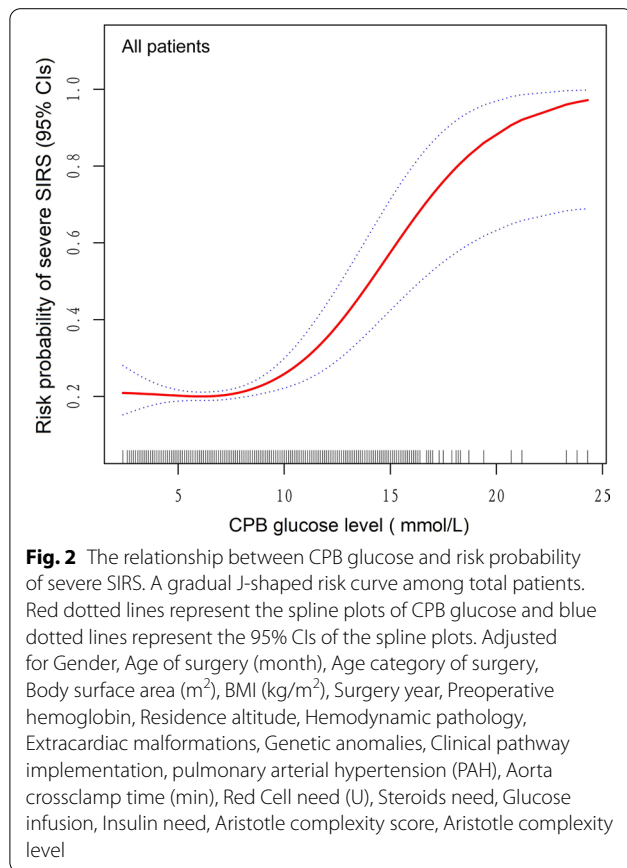 All patients
Risk probability of severe SIRS (95% CIs)
1.0
0.8
0.6
0.4
0.2
5 10 15 20 25
CPB glucose level ( mmol/L)
Fig. 2 The relationship between CPB glucose and risk probability
of severe SIRS. A gradual J-shaped risk curve among total patients.
Red dotted lines represent the spline plots of CPB glucose and blue
dotted lines represent the 95% CIs of the spline plots. Adjusted
for Gender, Age of surgery (month), Age category of surgery,
Body surface area (m²), BMI (kg/m²), Surgery year, Preoperative
hemoglobin, Residence altitude, Hemodynamic pathology,
Extracardiac malformations, Genetic anomalies, Clinical pathway
implementation, pulmonary arterial hypertension (PAH), Aorta
crossclamp time (min), Red Cell need (U), Steroids need, Glucose
infusion, Insulin need, Aristotle complexity score, Aristotle complexity
level